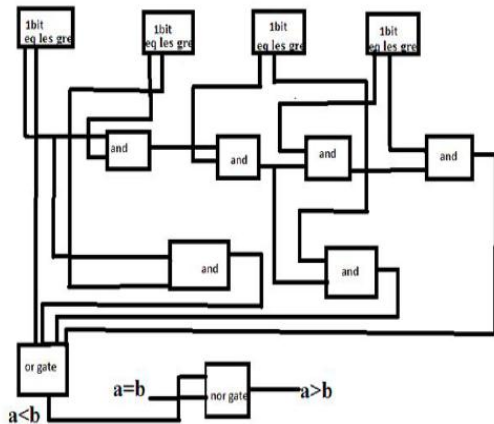 1bit
eq les gre
1bit
eq les gre
1bit
eq les gre
1bit
eq les gre
and
and
and
and
and
and
or gate
a=b
nor gate
a>b
a<b